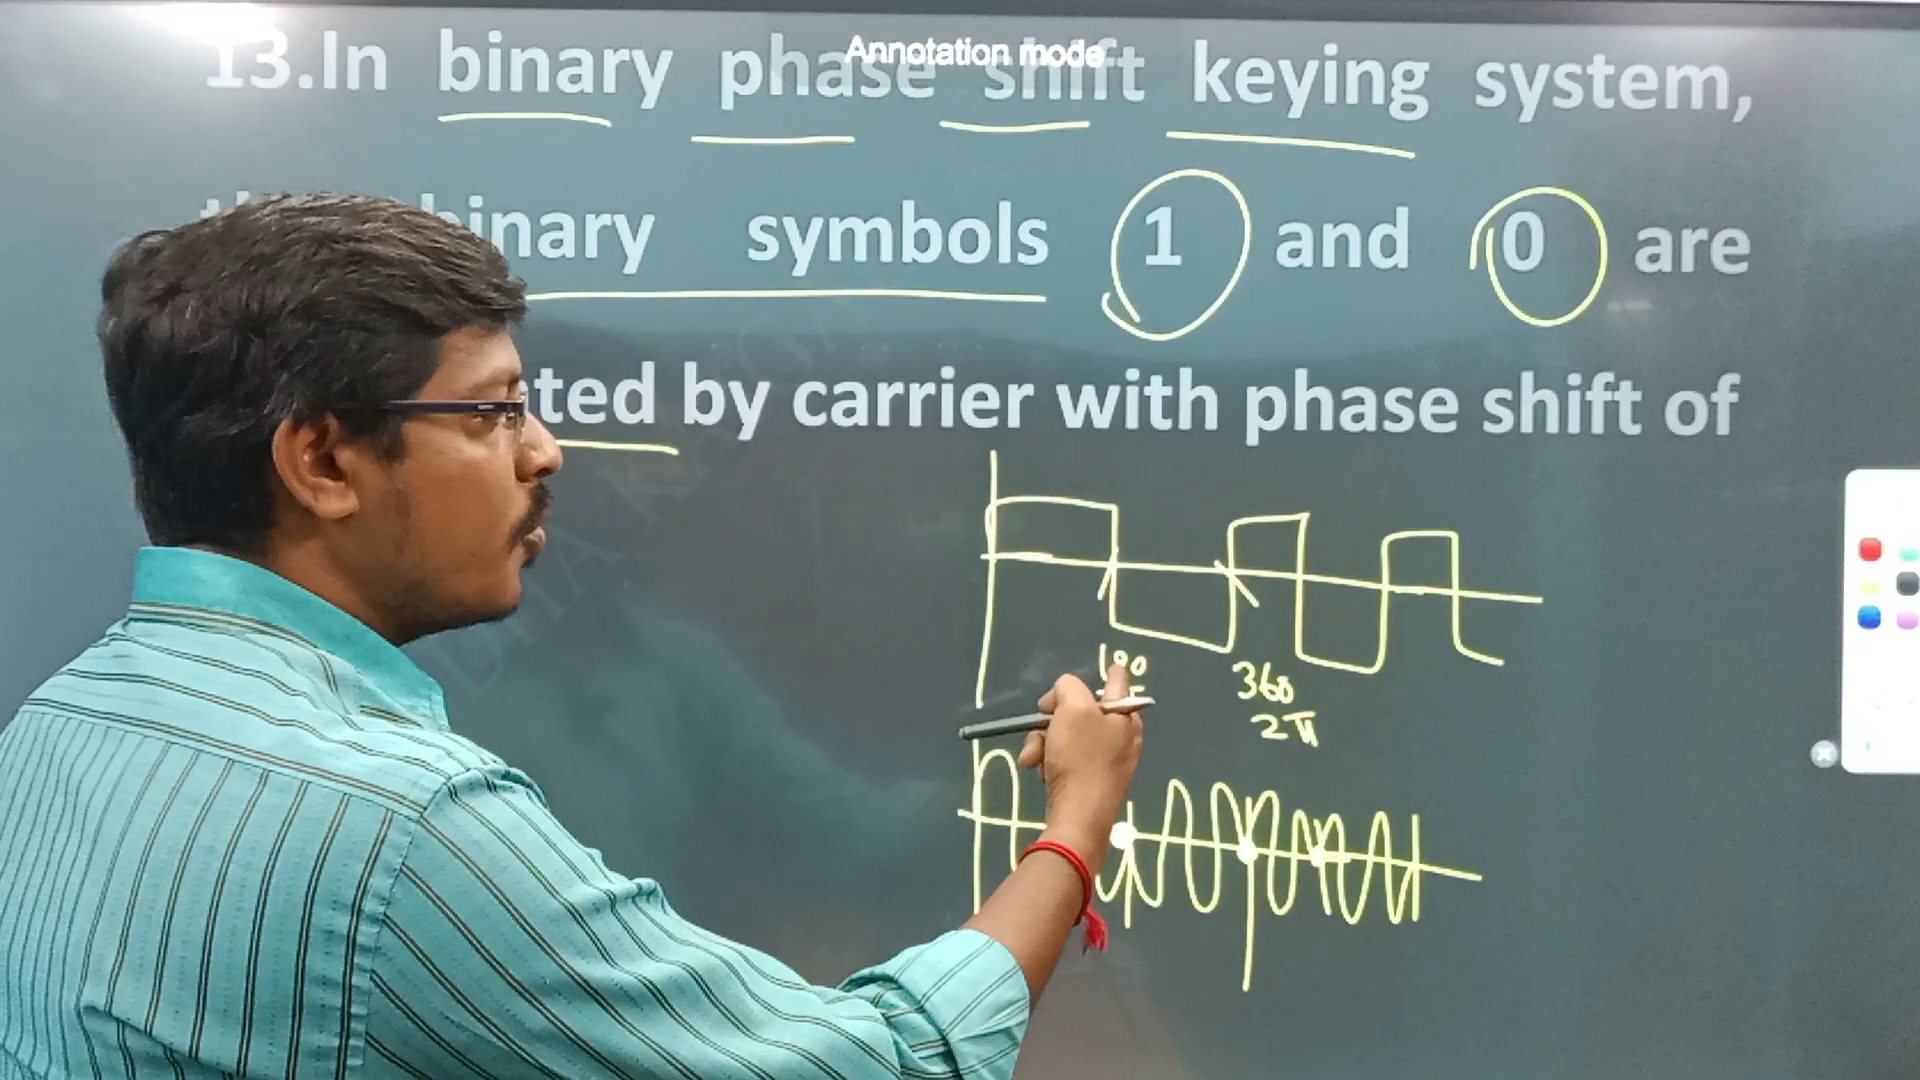 Annotation mode
13.In binary phase shift keying system,
binary symbols 1 and 0 are
ted by carrier with phase shift of
180
360
2π